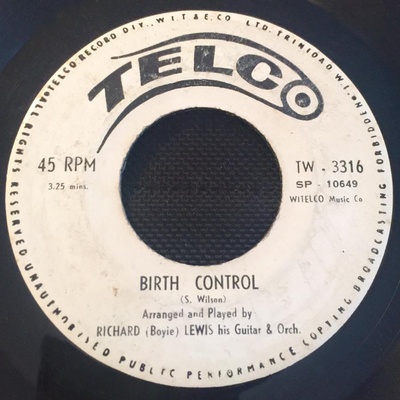 TELCO RECORD DIV., W.I.T. & E. CO. LTD., TRINIDAD W.I. ALL RIGHTS RESERVED UNAUTHORISED PUBLIC PERFORMANCE COPYING BROADCASTING FORBIDDEN
TELCO
45 RPM
3.25 mins.
TW - 3316
SP - 10649
WITELCO Music Co
BIRTH CONTROL
(S. Wilson)
Arranged and Played by
RICHARD (Boyie) LEWIS his Guitar & Orch.